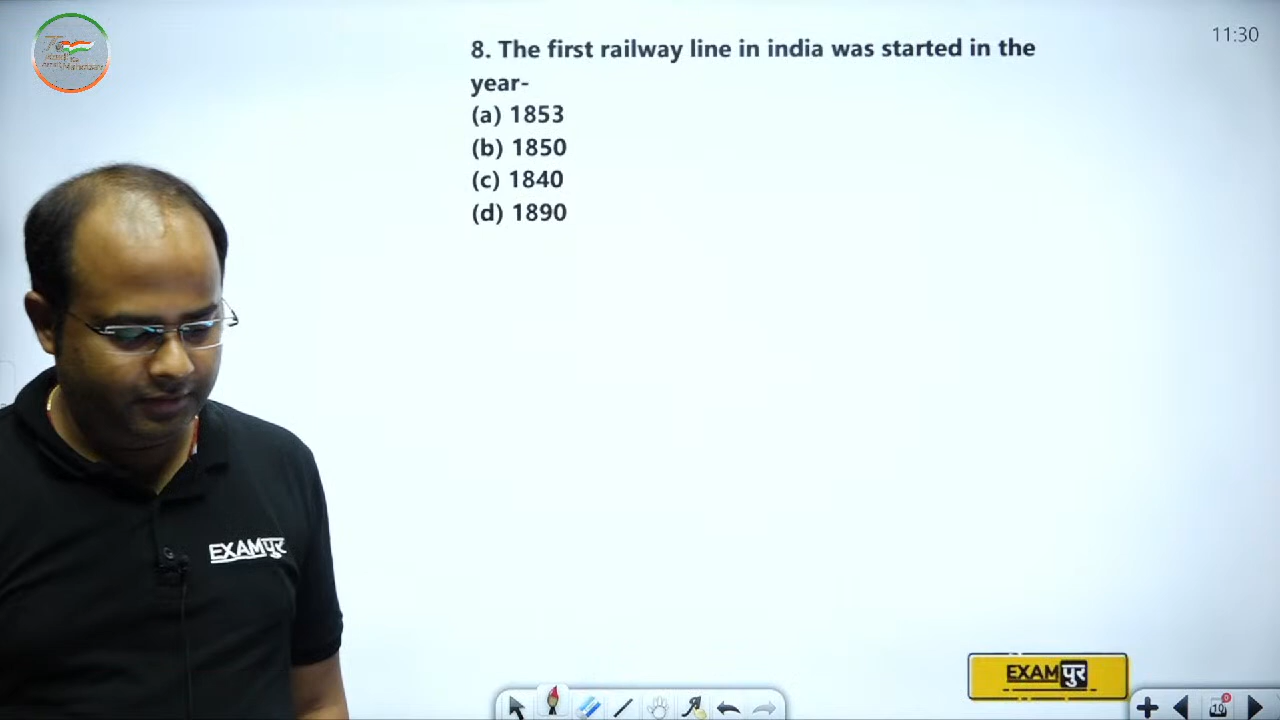 11:30
8. The first railway line in india was started in the
year-
(a) 1853
(b) 1850
(c) 1840
(d) 1890
EXAMपुर
EXAMपुर
10